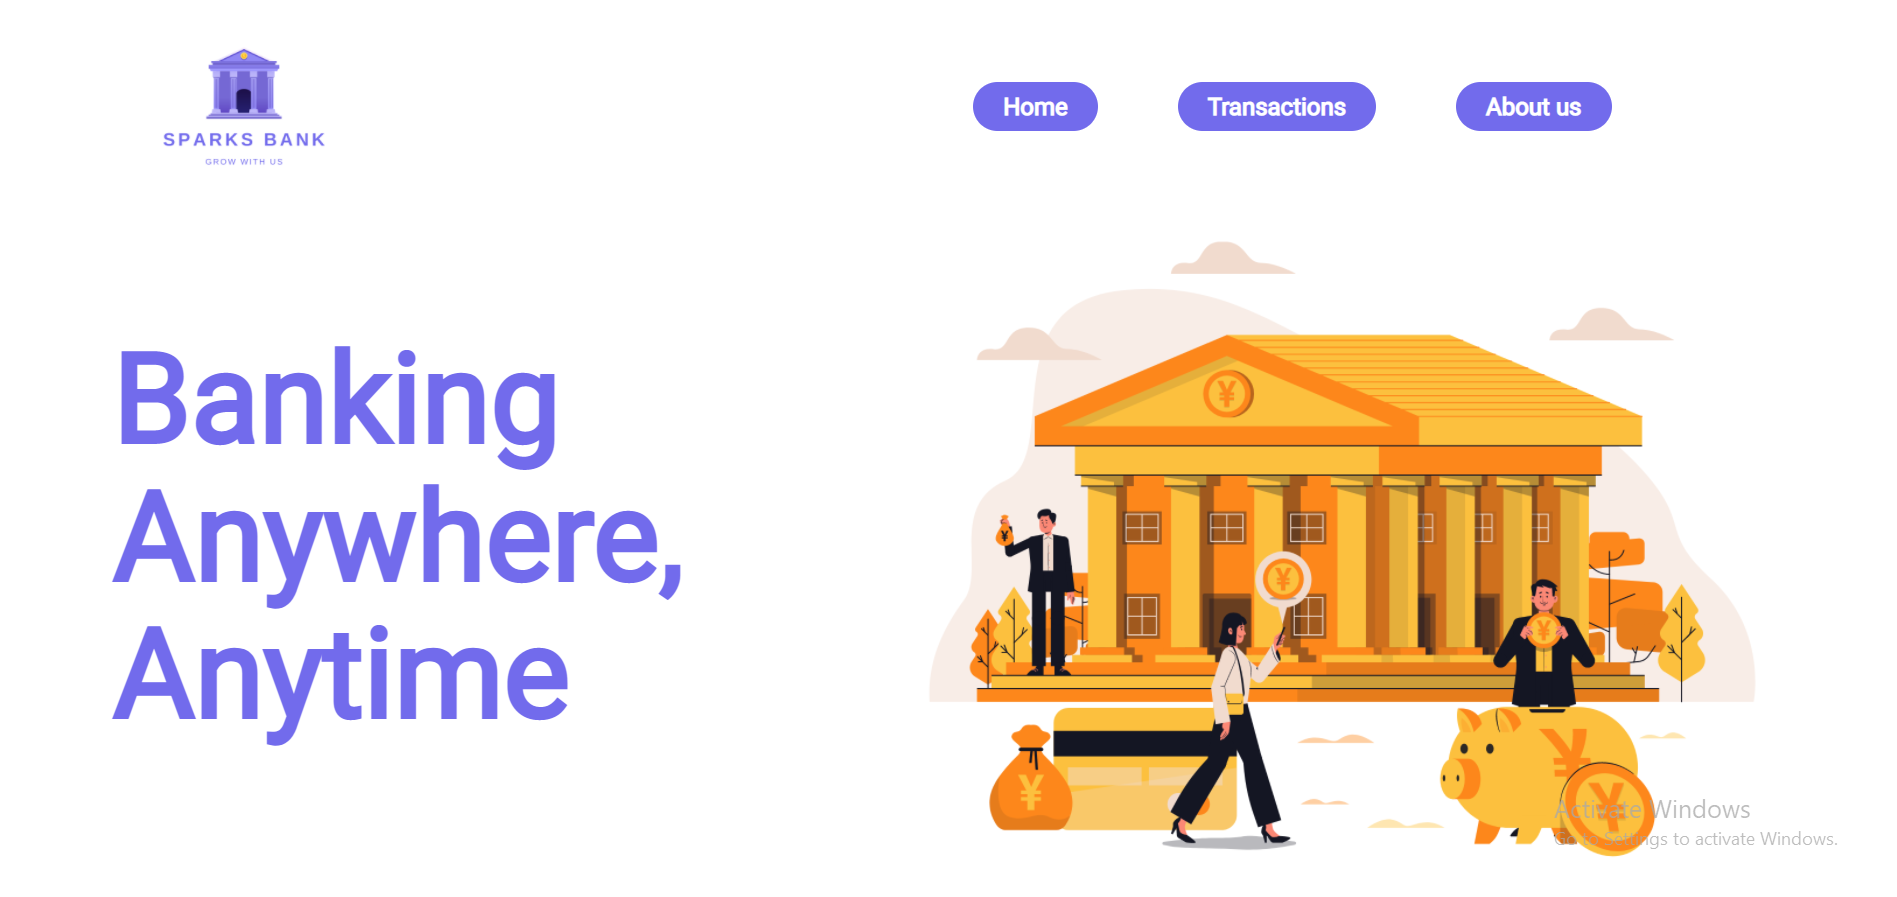 SPARKS BANK
GROW WITH US
Home
Transactions
About us
Banking
Anywhere,
Anytime
¥
¥
¥
¥
¥
¥
¥
Activate Windows
Go to Settings to activate Windows.